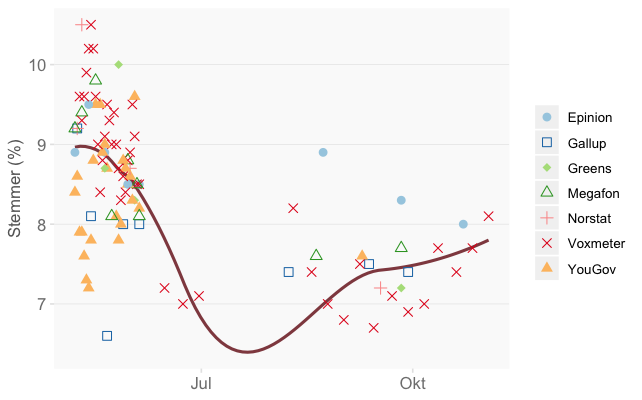 Stemmer (%)
10
9
8
7
Jul
Okt
Epinion
Gallup
Greens
Megafon
Norstat
Voxmeter
YouGov